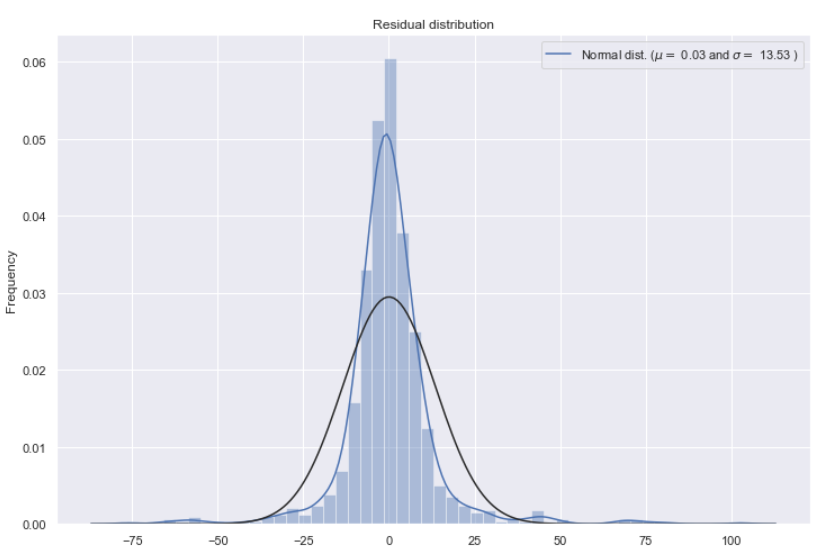 Residual distribution
Normal dist. (μ = 0.03 and σ = 13.53 )
0.06
0.05
0.04
0.03
0.02
0.01
0.00
Frequency
−75 −50 −25 0 25 50 75 100